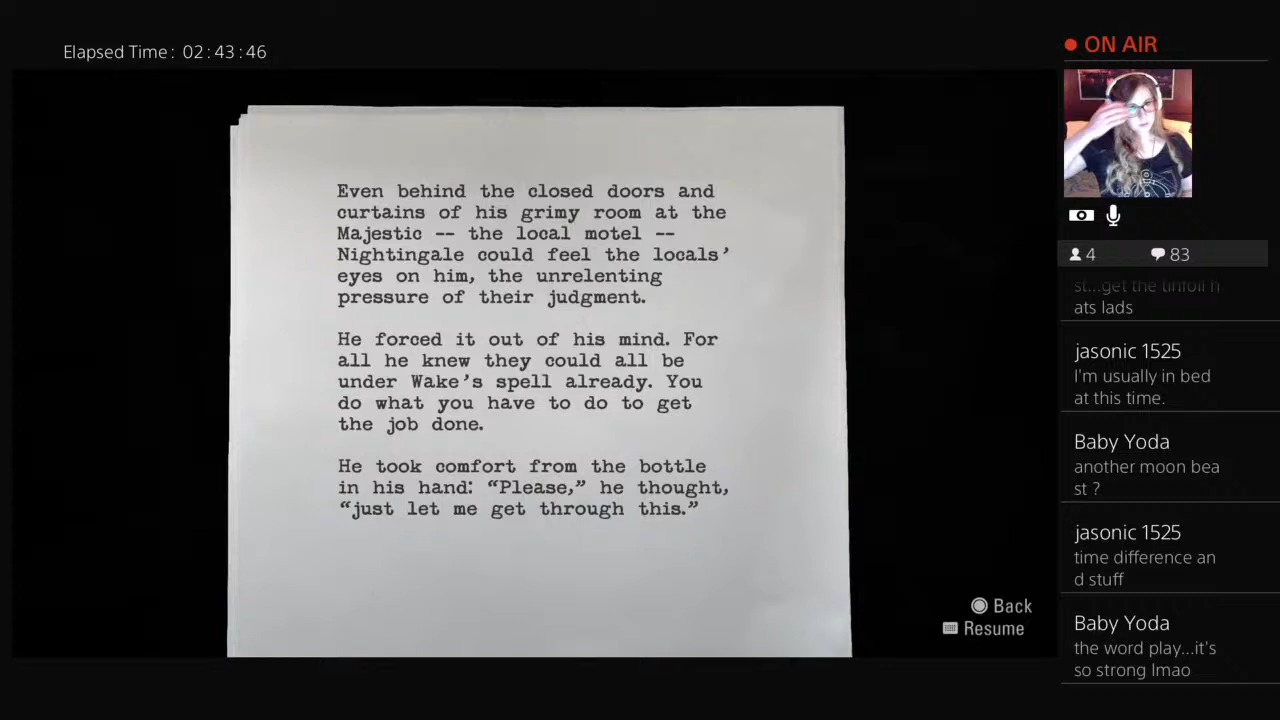 Elapsed Time: 02:43:46
ON AIR
Even behind the closed doors and
curtains of his grimy room at the
Majestic -- the local motel --
Nightingale could feel the locals’
eyes on him, the unrelenting
pressure of their judgment.
He forced it out of his mind. For
all he knew they could all be
under Wake’s spell already. You
do what you have to do to get
the job done.
He took comfort from the bottle
in his hand: “Please,” he thought,
“just let me get through this.”
Back
Resume
4 83
st...get the tinfoil h
ats lads
jasonic 1525
I'm usually in bed
at this time.
Baby Yoda
another moon bea
st ?
jasonic 1525
time difference an
d stuff
Baby Yoda
the word play...it's
so strong lmao